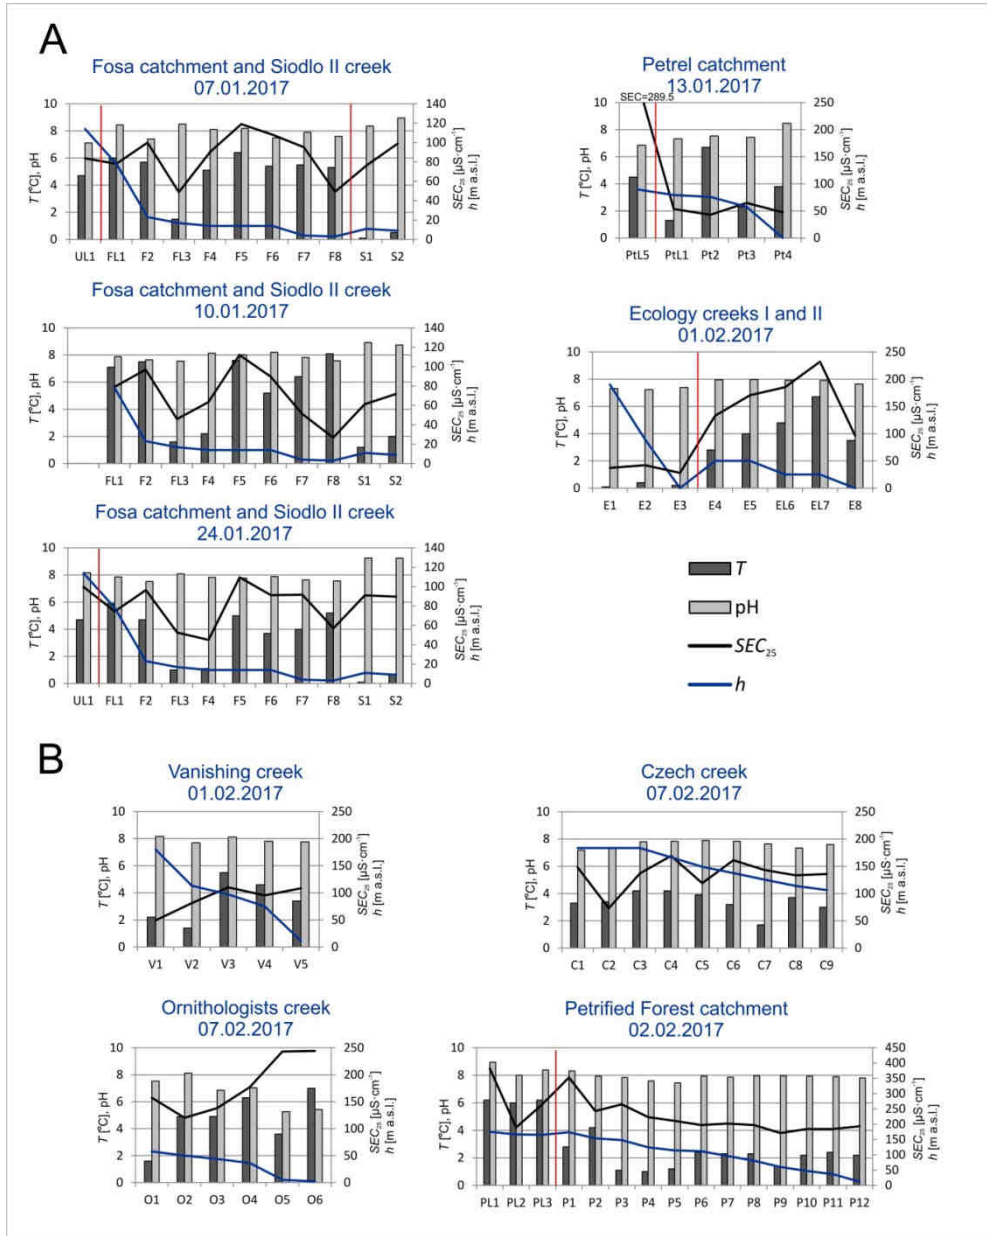 A
Fosa catchment and Siodlo II creek
07.01.2017
T [°C], pH
10
8
6
4
2
0
140
120
100
80
60
40
20
0
SEC25 [µS·cm-1]
h [m a.s.l.]
UL1 FL1 F2 FL3 F4 F5 F6 F7 F8 S1 S2
Petrel catchment
13.01.2017
SEC=289.5
T [°C], pH
10
8
6
4
2
0
250
200
150
100
50
0
SEC25 [µS·cm-1]
h [m a.s.l.]
PtL5 PtL1 Pt2 Pt3 Pt4
Fosa catchment and Siodlo II creek
10.01.2017
T [°C], pH
10
8
6
4
2
0
140
120
100
80
60
40
20
0
SEC25 [µS·cm-1]
h [m a.s.l.]
FL1 F2 FL3 F4 F5 F6 F7 F8 S1 S2
Ecology creeks I and II
01.02.2017
T [°C], pH
10
8
6
4
2
0
250
200
150
100
50
0
SEC25 [µS·cm-1]
h [m a.s.l.]
E1 E2 E3 E4 E5 EL6 EL7 E8
Fosa catchment and Siodlo II creek
24.01.2017
T [°C], pH
10
8
6
4
2
0
140
120
100
80
60
40
20
0
SEC25 [µS·cm-1]
h [m a.s.l.]
UL1 FL1 F2 FL3 F4 F5 F6 F7 F8 S1 S2
T
pH
SEC25
h
B
Vanishing creek
01.02.2017
T [°C], pH
10
8
6
4
2
0
250
200
150
100
50
0
SEC25 [µS·cm-1]
h [m a.s.l.]
V1 V2 V3 V4 V5
Czech creek
07.02.2017
T [°C], pH
10
8
6
4
2
0
250
200
150
100
50
0
SEC25 [µS·cm-1]
h [m a.s.l.]
C1 C2 C3 C4 C5 C6 C7 C8 C9
Ornithologists creek
07.02.2017
T [°C], pH
10
8
6
4
2
0
250
200
150
100
50
0
SEC25 [µS·cm-1]
h [m a.s.l.]
O1 O2 O3 O4 O5 O6
Petrified Forest catchment
02.02.2017
T [°C], pH
10
8
6
4
2
0
450
400
350
300
250
200
150
100
50
0
SEC25 [µS·cm-1]
h [m a.s.l.]
PL1 PL2 PL3 P1 P2 P3 P4 P5 P6 P7 P8 P9 P10 P11 P12